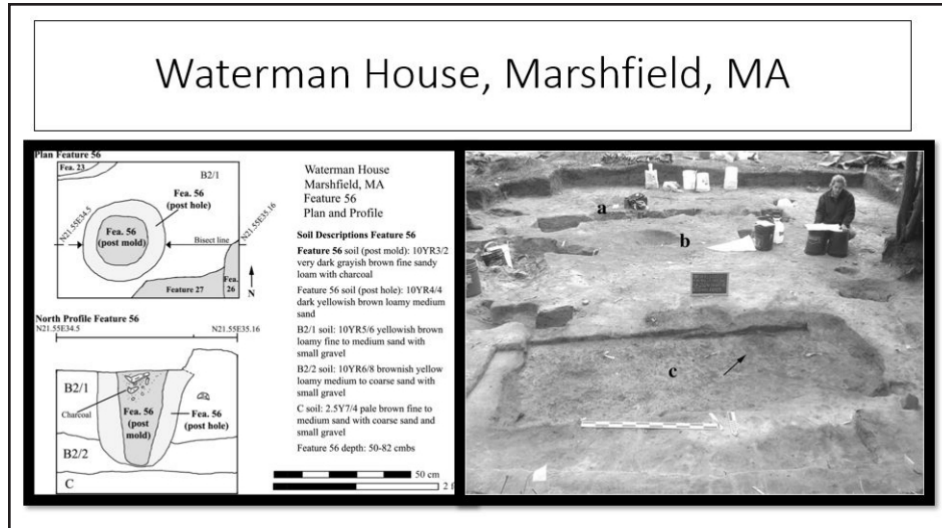 Waterman House, Marshfield, MA
Plan Feature 56
Fea. 23
B2/1
Fea. 56
(post hole)
N21.55E34.5
N21.55E35.16
Fea. 56
(post mold)
Bisect line
Fea.
26
Feature 27
N
North Profile Feature 56
N21.55E34.5
N21.55E35.16
B2/1
Charcoal
Fea. 56
(post
mold)
Fea. 56
(post hole)
B2/2
C
Waterman House
Marshfield, MA
Feature 56
Plan and Profile
Soil Descriptions Feature 56
Feature 56 soil (post mold): 10YR3/2
very dark grayish brown fine sandy
loam with charcoal
Feature 56 soil (post hole): 10YR4/4
dark yellowish brown loamy medium
sand
B2/1 soil: 10YR5/6 yellowish brown
loamy fine to medium sand with
small gravel
B2/2 soil: 10YR6/8 brownish yellow
loamy medium to coarse sand with
small gravel
C soil: 2.5Y7/4 pale brown fine to
medium sand with coarse sand and
small gravel
Feature 56 depth: 50-82 cmbs
50 cm
2 f
a
b
c